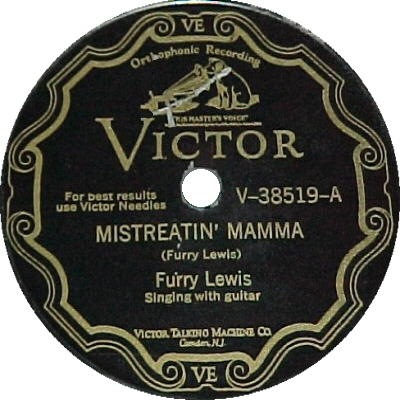 VE
Orthophonic Recording
"HIS MASTER'S VOICE"
VICTOR
For best results
use Victor Needles
V-38519-A
MISTREATIN' MAMMA
(Furry Lewis)
Furry Lewis
Singing with guitar
VICTOR TALKING MACHINE CO.
Camden, N.J.
VE